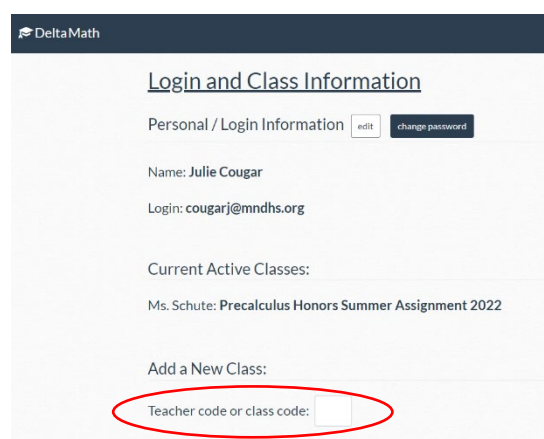 DeltaMath
Login and Class Information
Personal / Login Information edit change password
Name: Julie Cougar
Login: cougarj@mndhs.org
Current Active Classes:
Ms. Schute: Precalculus Honors Summer Assignment 2022
Add a New Class:
Teacher code or class code: